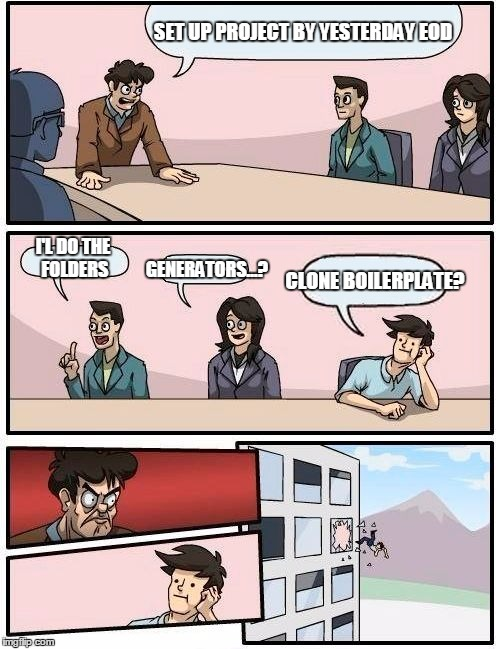 SET UP PROJECT BY YESTERDAY EOD
I'L DO THE
FOLDERS
GENERATORS...?
CLONE BOILERPLATE?
imgflip.com